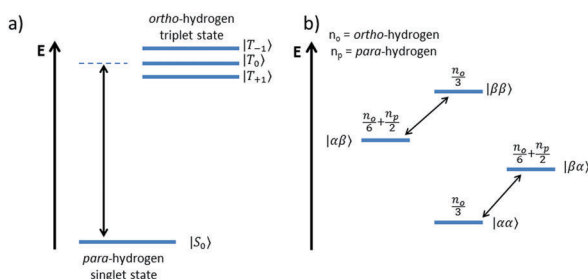 a)
E
ortho-hydrogen
triplet state
|T₋₁⟩
|T₀⟩
|T₊₁⟩
|S₀⟩
para-hydrogen
singlet state
b)
E
nₒ = ortho-hydrogen
nₚ = para-hydrogen
nₒ/3
|ββ⟩
nₒ/6 + nₚ/2
|αβ⟩
nₒ/6 + nₚ/2
|βα⟩
nₒ/3
|αα⟩